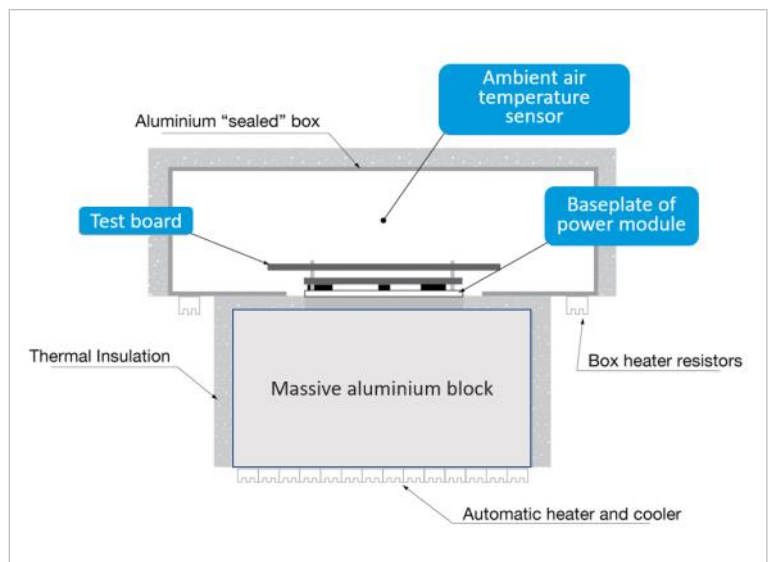 Ambient air
temperature
sensor
Aluminium “sealed” box
Test board
Baseplate of
power module
Thermal Insulation
Box heater resistors
Massive aluminium block
Automatic heater and cooler